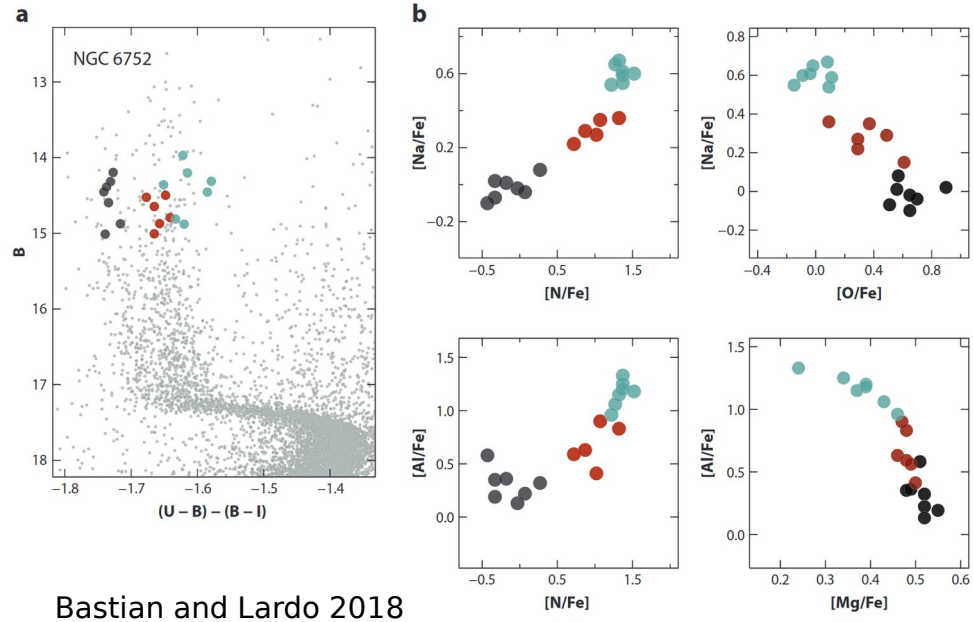 a
NGC 6752
13
14
15
16
17
18
B
−1.8 −1.7 −1.6 −1.5 −1.4
(U − B) − (B − I)
b
0.6
0.2
−0.2
[Na/Fe]
−0.5 0.5 1.5
[N/Fe]
0.8
0.6
0.4
0.2
0
−0.2
[Na/Fe]
−0.4 0.0 0.4 0.8
[O/Fe]
1.5
1.0
0.5
0.0
[Al/Fe]
−0.5 0.5 1.5
[N/Fe]
1.5
1.0
0.5
0.0
[Al/Fe]
0.2 0.3 0.4 0.5 0.6
[Mg/Fe]
Bastian and Lardo 2018